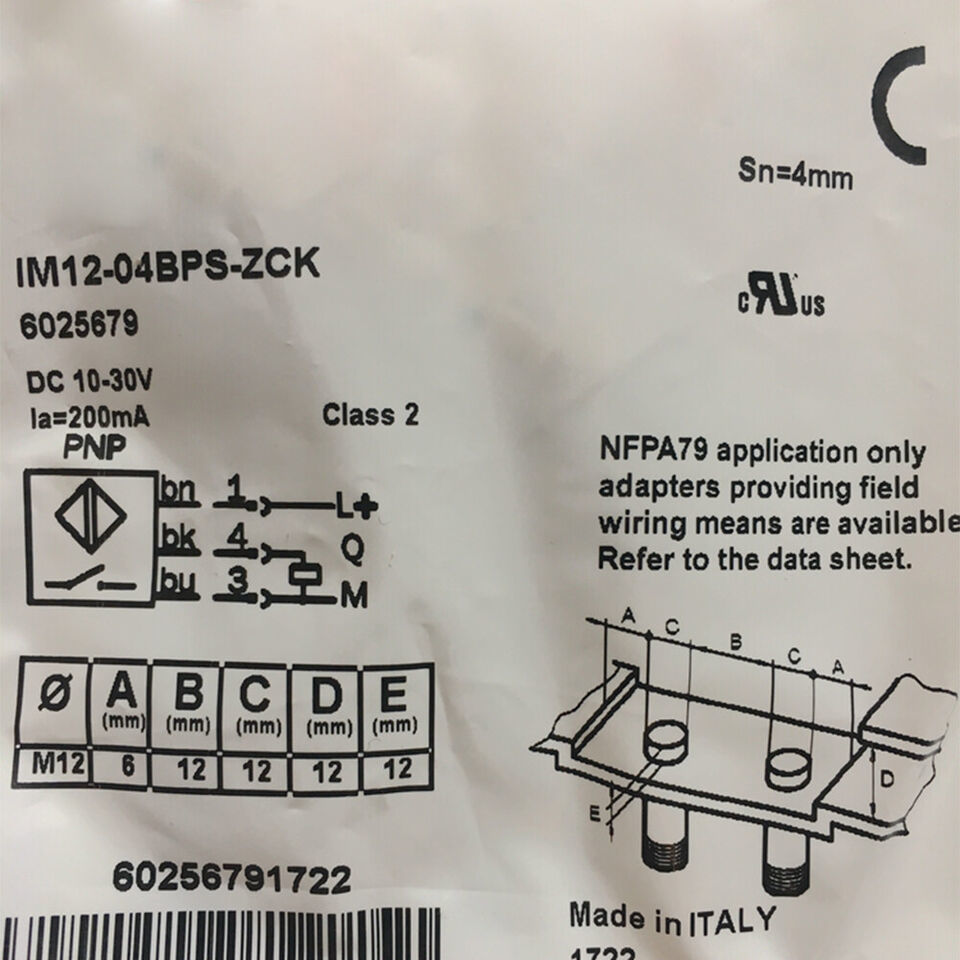 Sn=4mm
IM12-04BPS-ZCK
6025679
cRUus
DC 10-30V
Ia=200mA
Class 2
PNP
bn 1 L+
bk 4 Q
bu 3 M
NFPA79 application only
adapters providing field
wiring means are available
Refer to the data sheet.
A C B C A
D
E
Ø A (mm) B (mm) C (mm) D (mm) E (mm)
M12 6 12 12 12 12
60256791722
Made in ITALY
1722